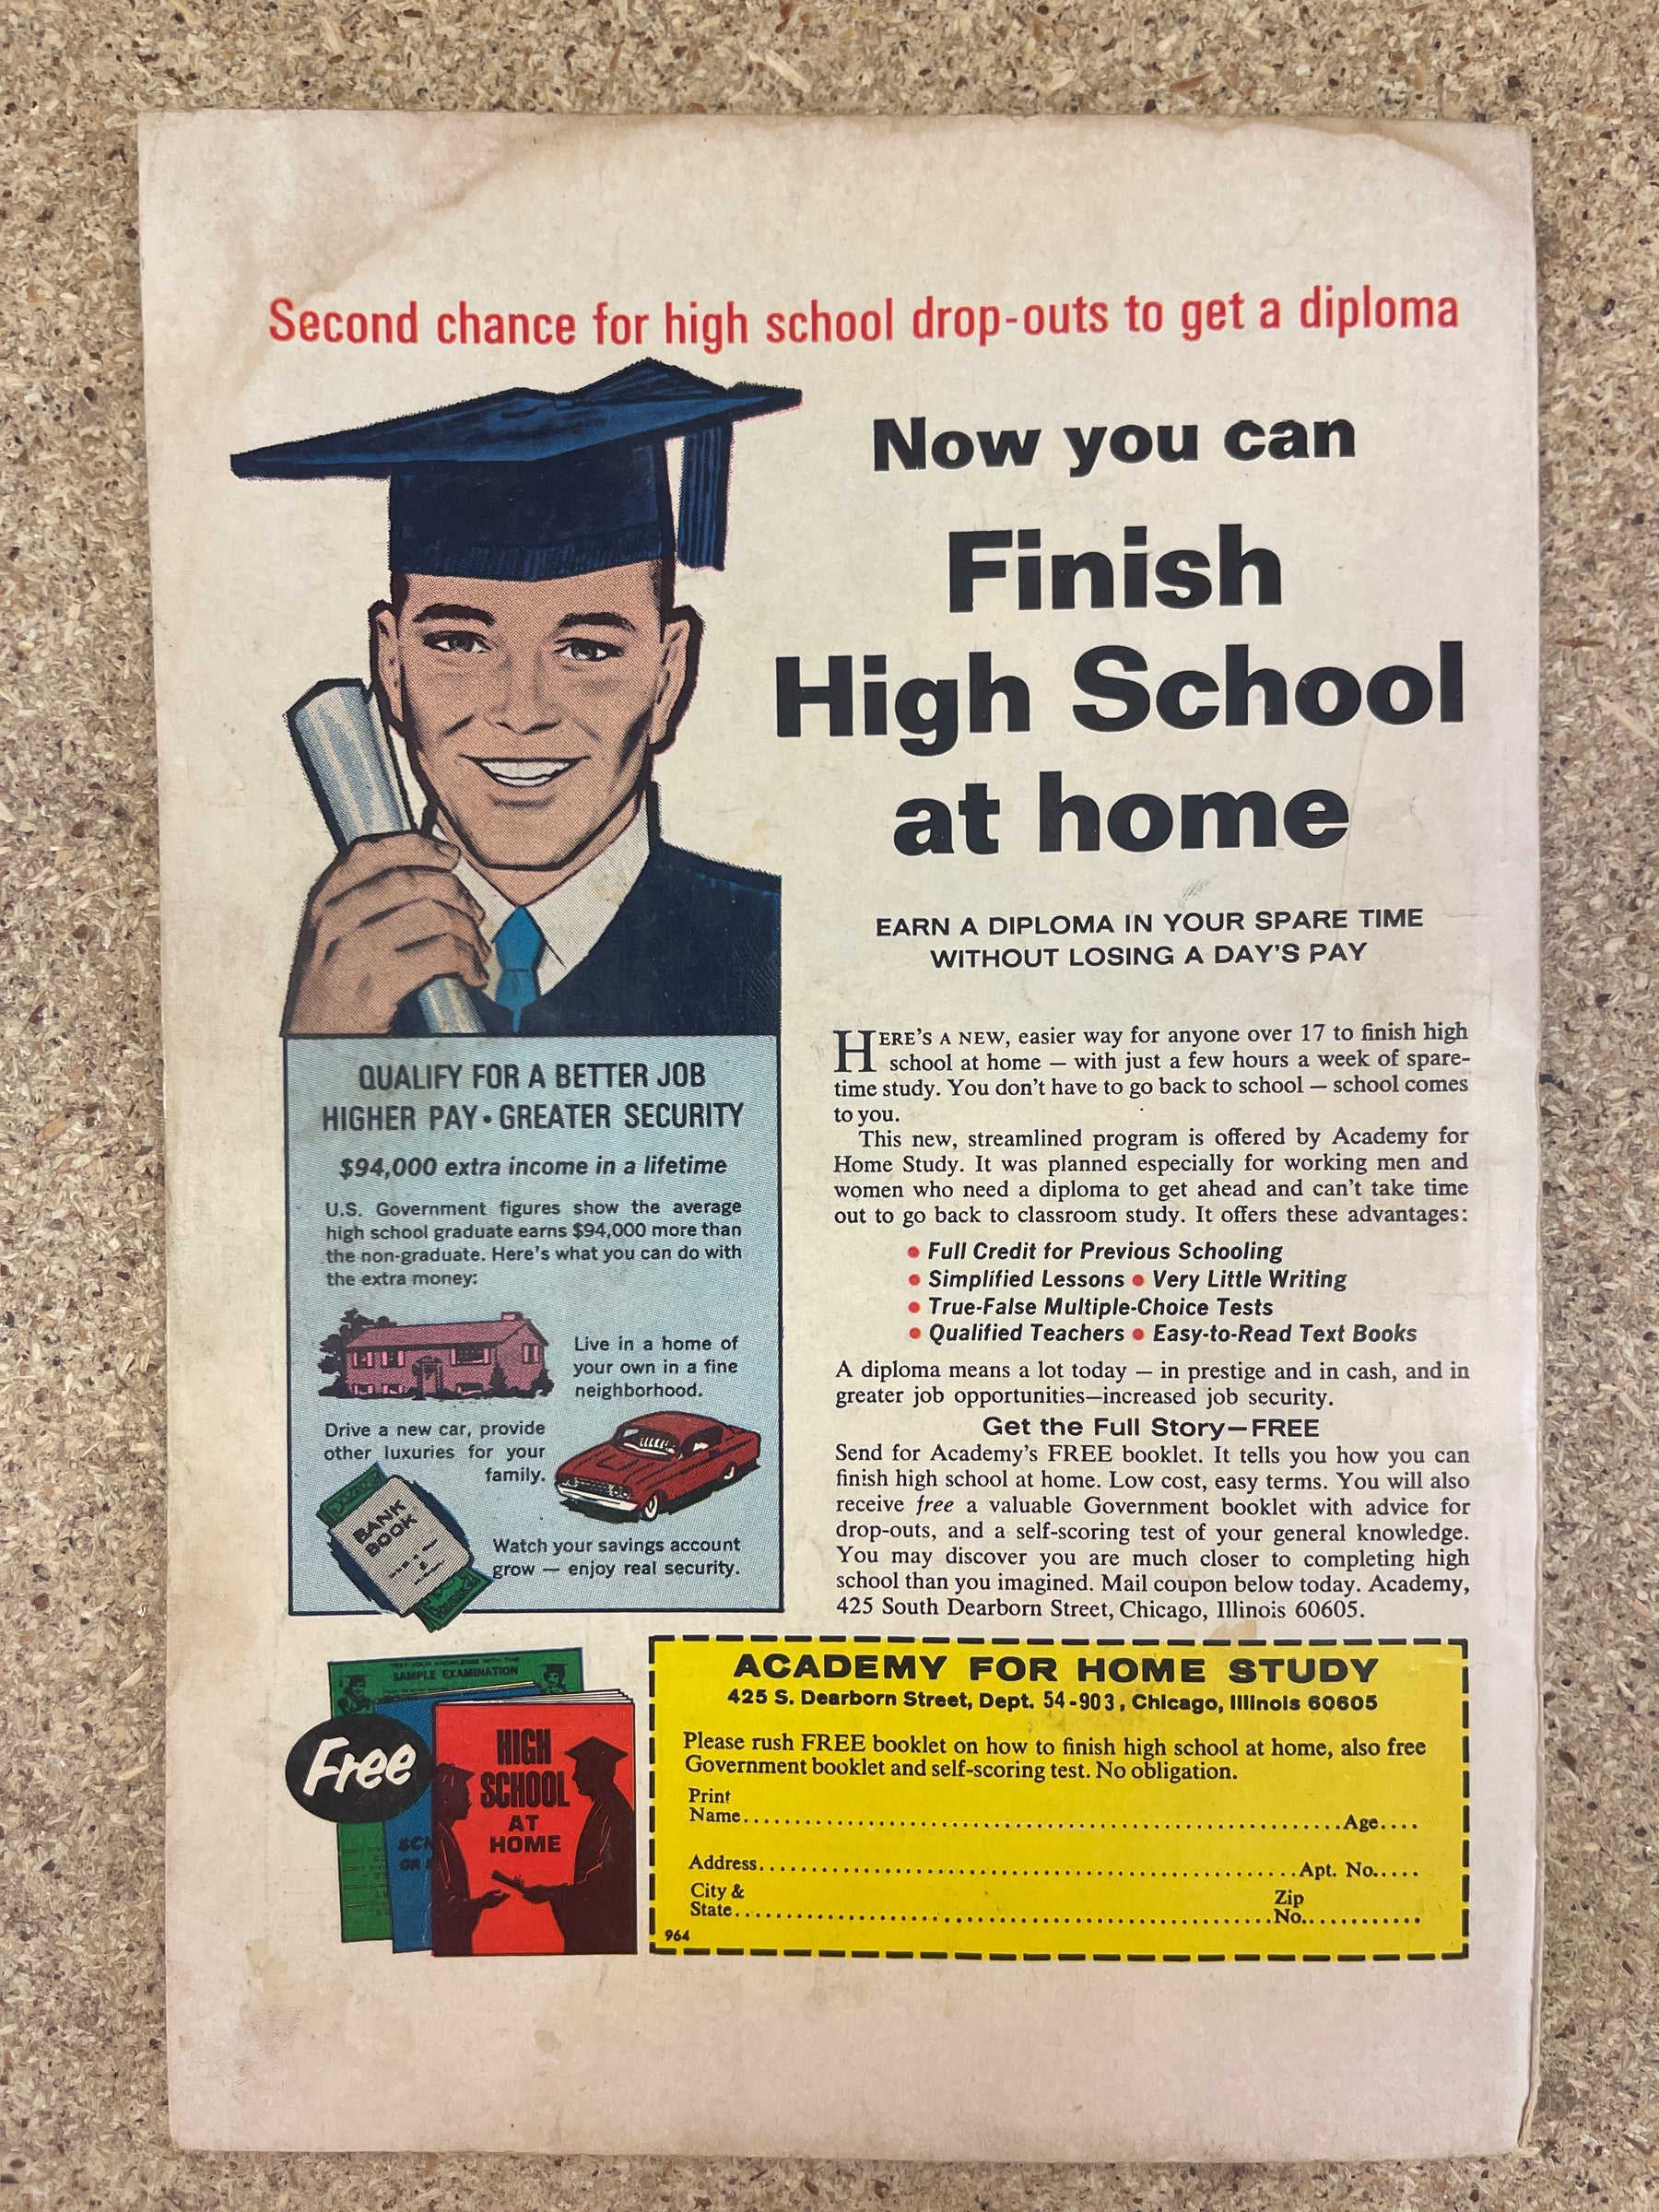 Second chance for high school drop-outs to get a diploma
Now you can
Finish
High School
at home
EARN A DIPLOMA IN YOUR SPARE TIME
WITHOUT LOSING A DAY'S PAY
QUALIFY FOR A BETTER JOB
HIGHER PAY • GREATER SECURITY
$94,000 extra income in a lifetime
U.S. Government figures show the average
high school graduate earns $94,000 more than
the non-graduate. Here's what you can do with
the extra money:
Live in a home of
your own in a fine
neighborhood.
Drive a new car, provide
other luxuries for your
family.
BANK
BOOK
Watch your savings account
grow — enjoy real security.
HERE'S A NEW, easier way for anyone over 17 to finish high
school at home — with just a few hours a week of spare-
time study. You don't have to go back to school — school comes
to you.
This new, streamlined program is offered by Academy for
Home Study. It was planned especially for working men and
women who need a diploma to get ahead and can't take time
out to go back to classroom study. It offers these advantages:
• Full Credit for Previous Schooling
• Simplified Lessons • Very Little Writing
• True-False Multiple-Choice Tests
• Qualified Teachers • Easy-to-Read Text Books
A diploma means a lot today — in prestige and in cash, and in
greater job opportunities—increased job security.
Get the Full Story—FREE
Send for Academy's FREE booklet. It tells you how you can
finish high school at home. Low cost, easy terms. You will also
receive free a valuable Government booklet with advice for
drop-outs, and a self-scoring test of your general knowledge.
You may discover you are much closer to completing high
school than you imagined. Mail coupon below today. Academy,
425 South Dearborn Street, Chicago, Illinois 60605.
TEST YOUR KNOWLEDGE WITH THIS
SAMPLE EXAMINATION
Free
HIGH
SCHOOL
AT
HOME
ACADEMY FOR HOME STUDY
425 S. Dearborn Street, Dept. 54-903, Chicago, Illinois 60605
Please rush FREE booklet on how to finish high school at home, also free
Government booklet and self-scoring test. No obligation.
Print
Name........Age....
Address........Apt. No.....
City & Zip
State........No............
964